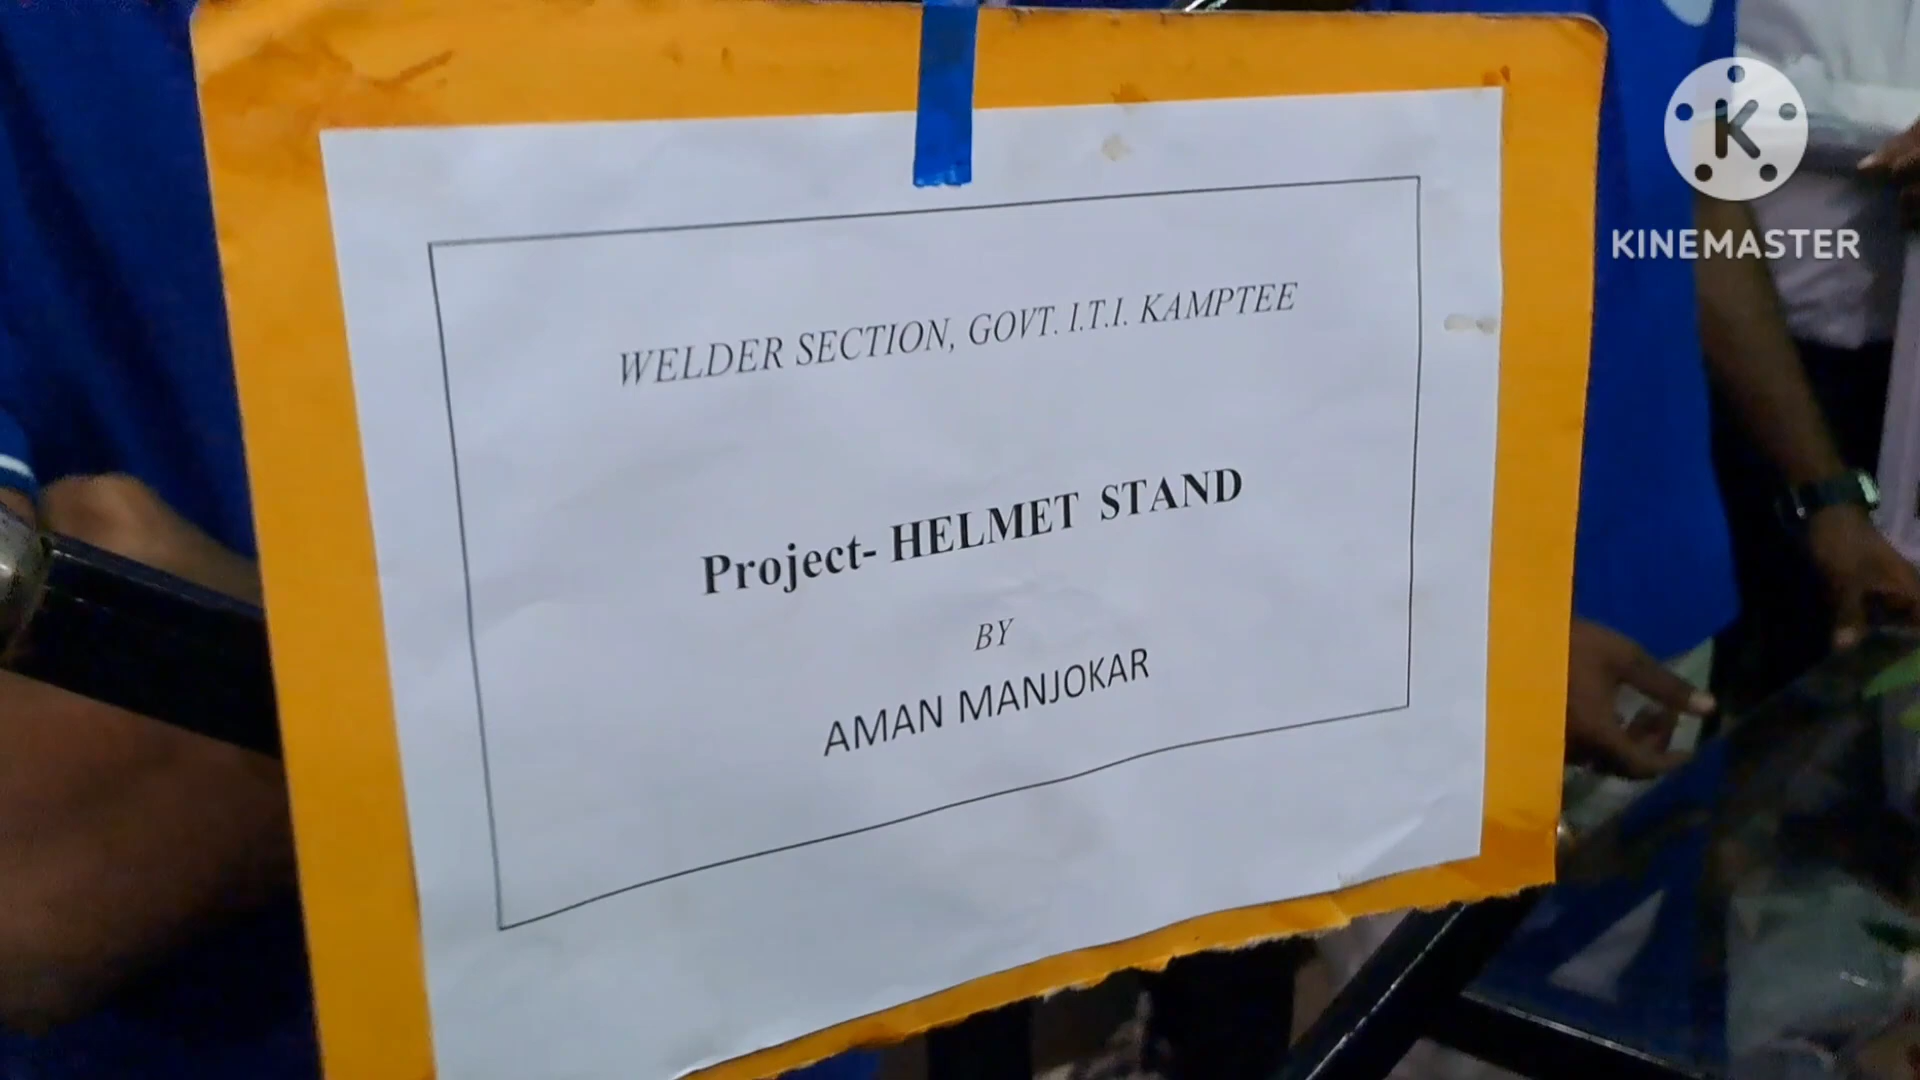 WELDER SECTION, GOVT. I.T.I. KAMPTEE
Project- HELMET STAND
BY
AMAN MANJOKAR
K
KINEMASTER